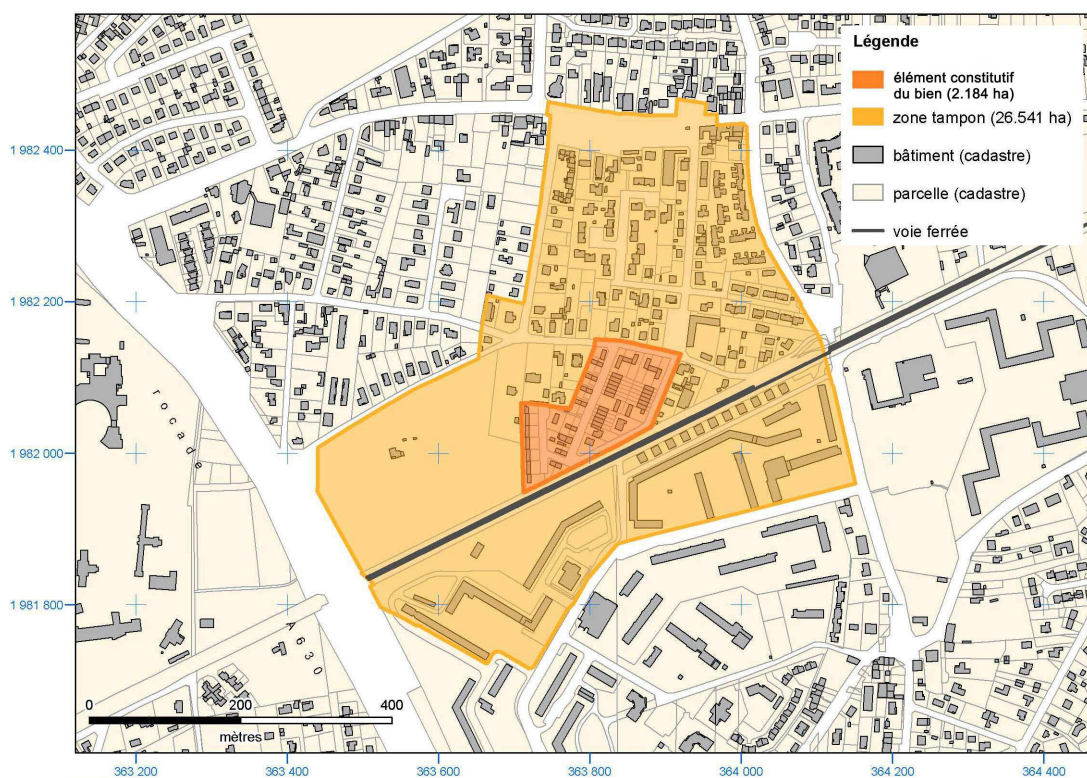 Légende
élément constitutif
du bien (2.184 ha)
zone tampon (26.541 ha)
bâtiment (cadastre)
parcelle (cadastre)
voie ferrée
1 982 400
1 982 200
1 982 000
1 981 800
rocade
A630
0 200 400
mètres
363 200 363 400 363 600 363 800 364 000 364 200 364 400